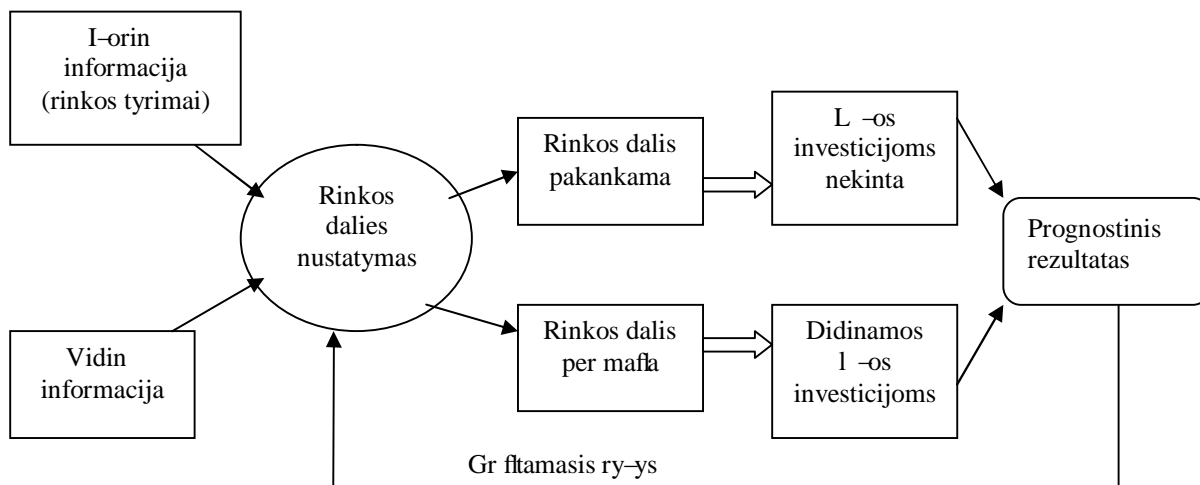 I–orin
informacija
(rinkos tyrimai)
Vidin
informacija
Rinkos
dalies
nustatymas
Rinkos dalis
pakankama
Rinkos dalis
per mafla
L –os
investicijoms
nekinta
Didinamos
l –os
investicijoms
Prognostinis
rezultatas
Gr fltamasis ry–ys